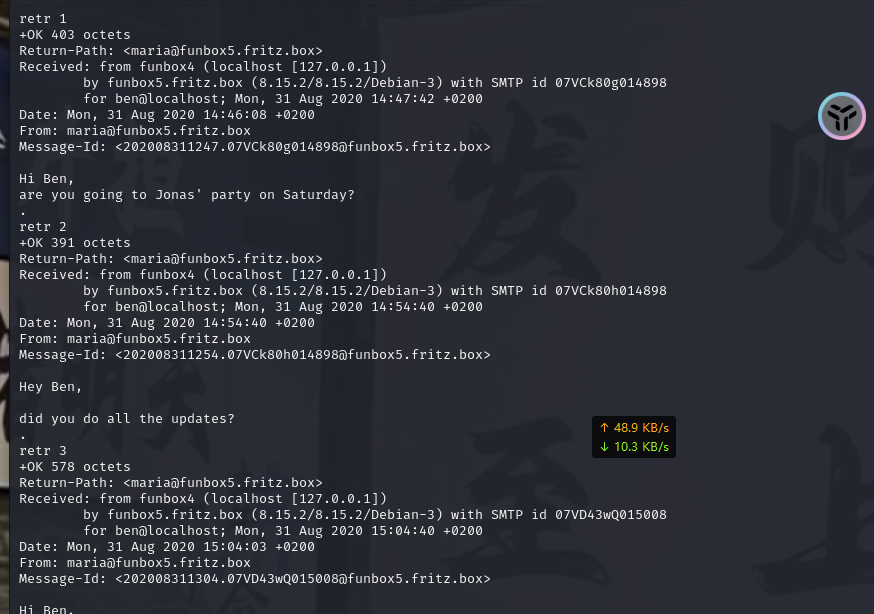 retr 1
+OK 403 octets
Return-Path: <maria@funbox5.fritz.box>
Received: from funbox4 (localhost [127.0.0.1])
        by funbox5.fritz.box (8.15.2/8.15.2/Debian-3) with SMTP id 07VCk80g014898
        for ben@localhost; Mon, 31 Aug 2020 14:47:42 +0200
Date: Mon, 31 Aug 2020 14:46:08 +0200
From: maria@funbox5.fritz.box
Message-Id: <202008311247.07VCk80g014898@funbox5.fritz.box>

Hi Ben,
are you going to Jonas' party on Saturday?
.
retr 2
+OK 391 octets
Return-Path: <maria@funbox5.fritz.box>
Received: from funbox4 (localhost [127.0.0.1])
        by funbox5.fritz.box (8.15.2/8.15.2/Debian-3) with SMTP id 07VCk80h014898
        for ben@localhost; Mon, 31 Aug 2020 14:54:40 +0200
Date: Mon, 31 Aug 2020 14:54:40 +0200
From: maria@funbox5.fritz.box
Message-Id: <202008311254.07VCk80h014898@funbox5.fritz.box>

Hey Ben,

did you do all the updates?
.
↑ 48.9 KB/s
↓ 10.3 KB/s
retr 3
+OK 578 octets
Return-Path: <maria@funbox5.fritz.box>
Received: from funbox4 (localhost [127.0.0.1])
        by funbox5.fritz.box (8.15.2/8.15.2/Debian-3) with SMTP id 07VD43wQ015008
        for ben@localhost; Mon, 31 Aug 2020 15:04:40 +0200
Date: Mon, 31 Aug 2020 15:04:03 +0200
From: maria@funbox5.fritz.box
Message-Id: <202008311304.07VD43wQ015008@funbox5.fritz.box>

Hi Ben,
发
财
至
上